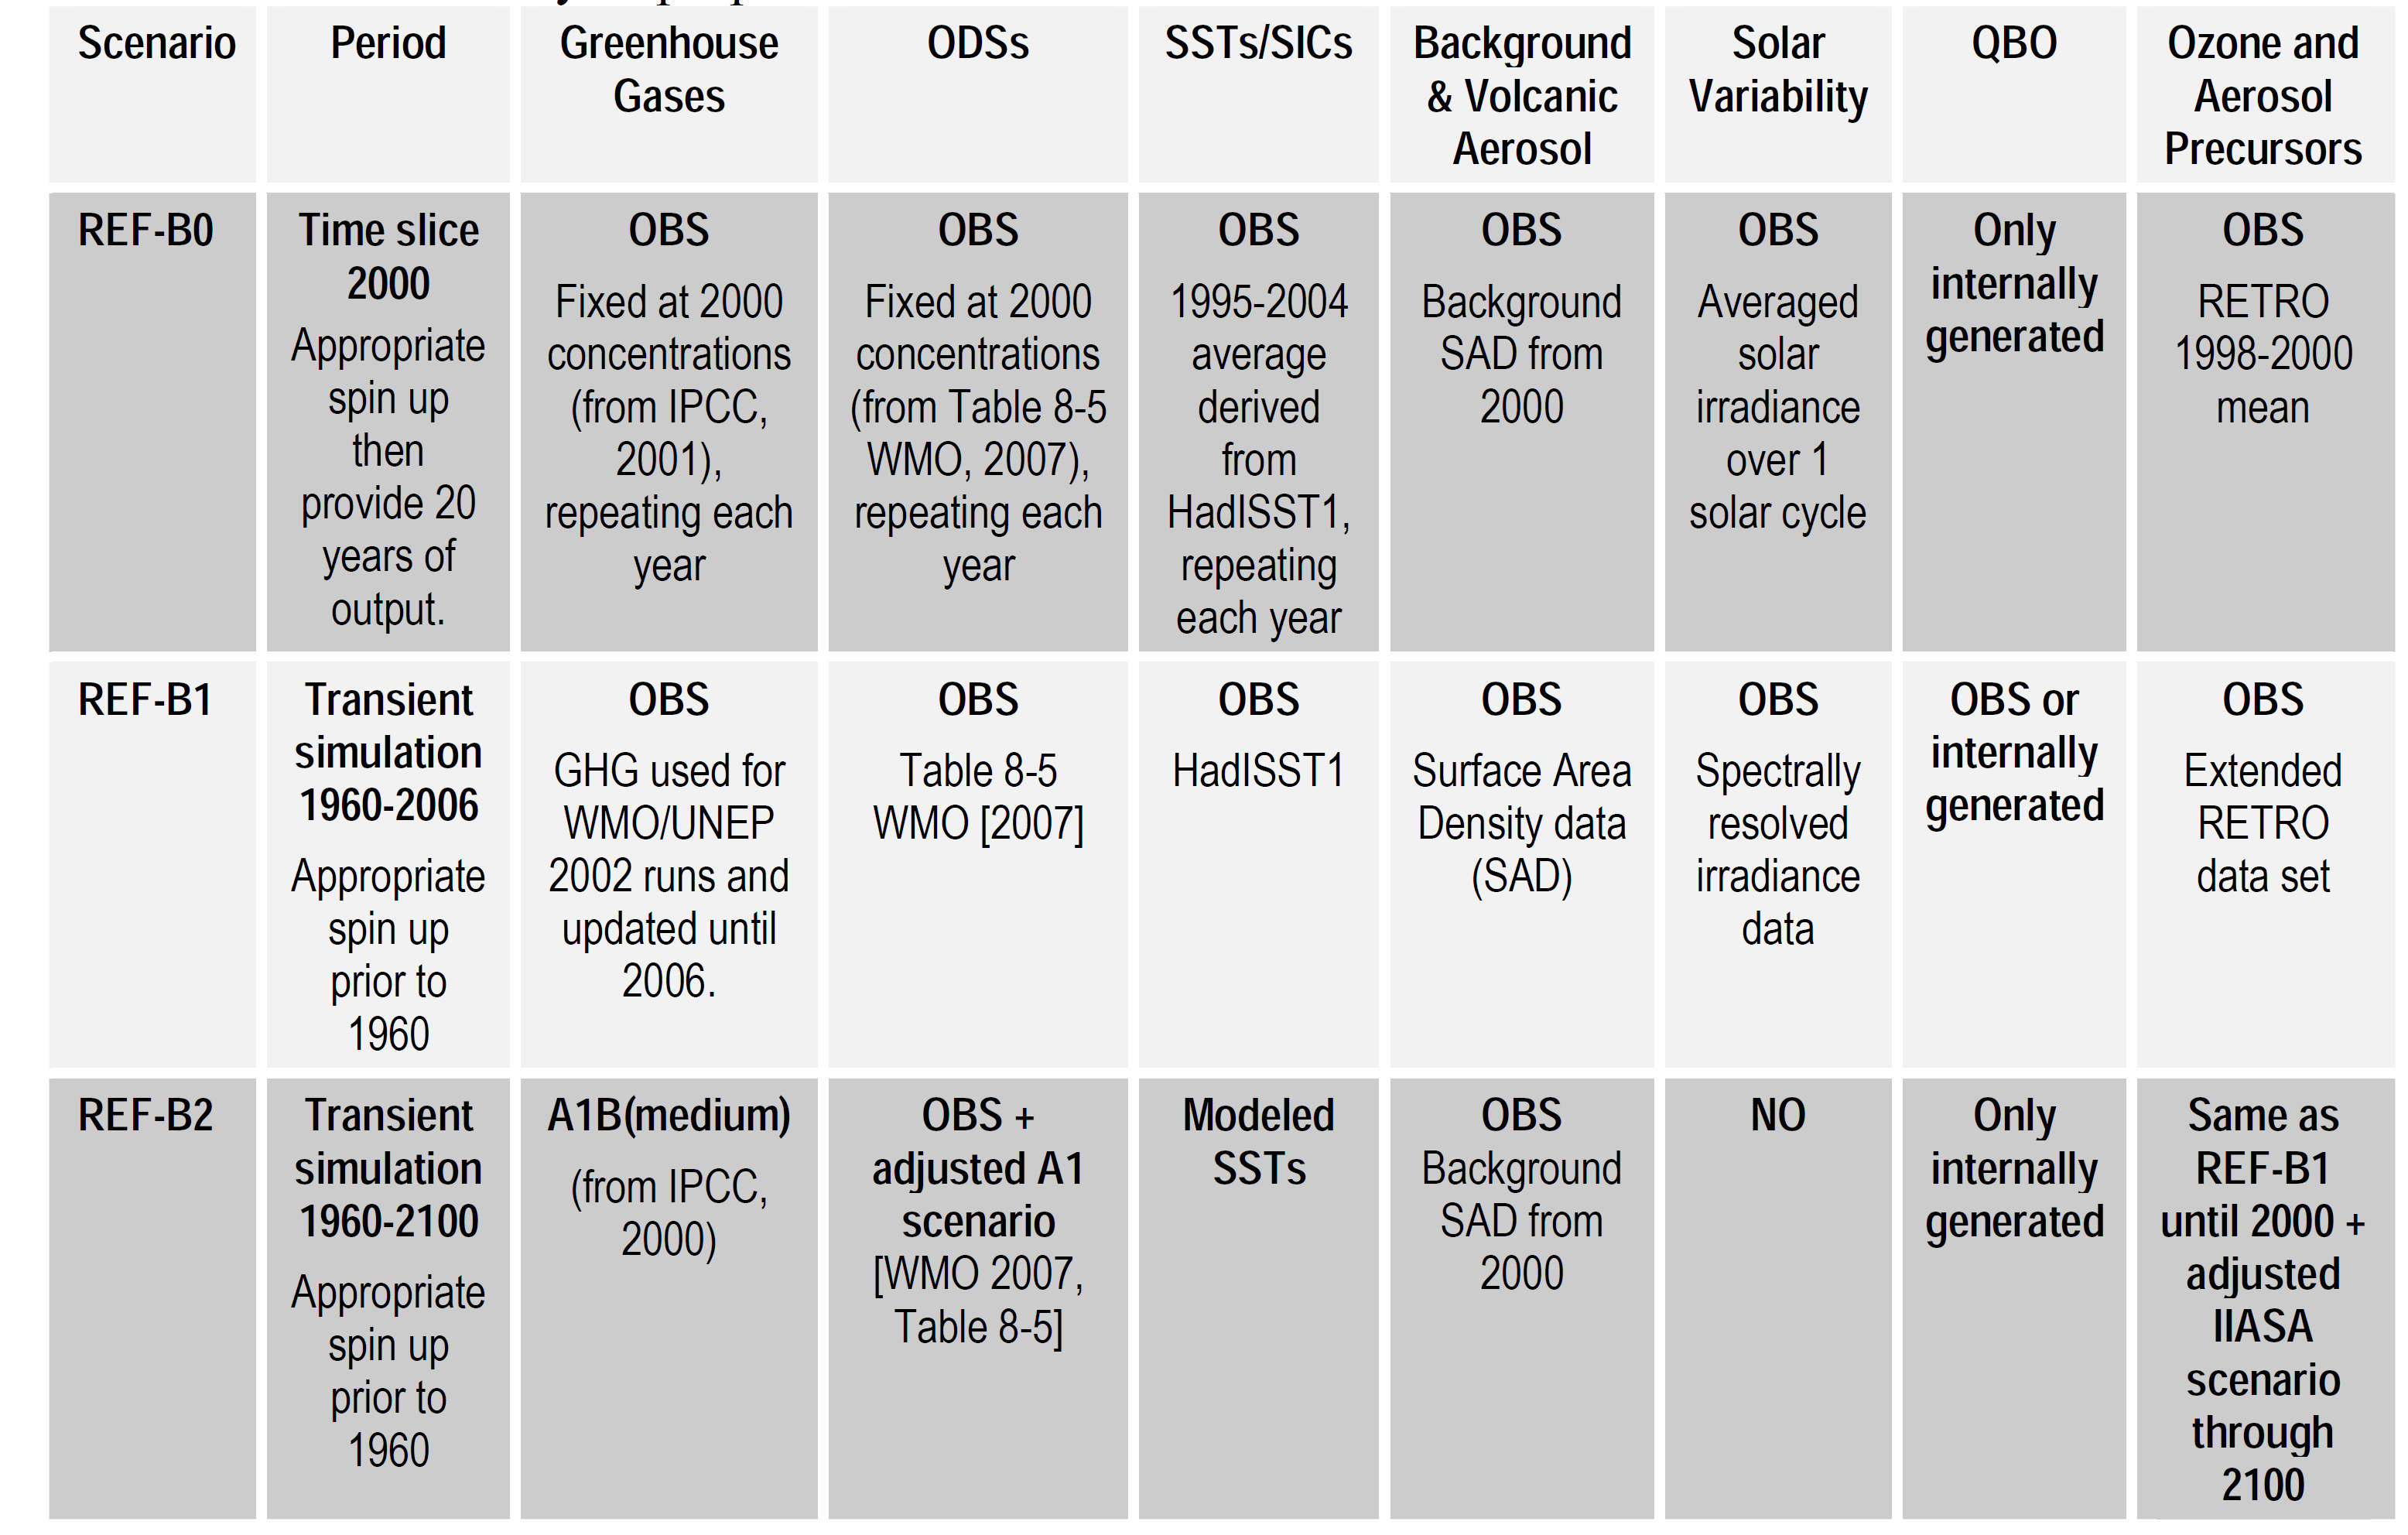 Scenario
Period
Greenhouse
Gases
ODSs
SSTs/SICs
Background
& Volcanic
Aerosol
Solar
Variability
QBO
Ozone and
Aerosol
Precursors
REF-B0
Time slice
2000
Appropriate
spin up
then
provide 20
years of
output.
OBS
Fixed at 2000
concentrations
(from IPCC,
2001),
repeating each
year
OBS
Fixed at 2000
concentrations
(from Table 8-5
WMO, 2007),
repeating each
year
OBS
1995-2004
average
derived
from
HadISST1,
repeating
each year
OBS
Background
SAD from
2000
OBS
Averaged
solar
irradiance
over 1
solar cycle
Only
internally
generated
OBS
RETRO
1998-2000
mean
REF-B1
Transient
simulation
1960-2006
Appropriate
spin up
prior to
1960
OBS
GHG used for
WMO/UNEP
2002 runs and
updated until
2006.
OBS
Table 8-5
WMO [2007]
OBS
HadISST1
OBS
Surface Area
Density data
(SAD)
OBS
Spectrally
resolved
irradiance
data
OBS or
internally
generated
OBS
Extended
RETRO
data set
REF-B2
Transient
simulation
1960-2100
Appropriate
spin up
prior to
1960
A1B(medium)
(from IPCC,
2000)
OBS +
adjusted A1
scenario
[WMO 2007,
Table 8-5]
Modeled
SSTs
OBS
Background
SAD from
2000
NO
Only
internally
generated
Same as
REF-B1
until 2000 +
adjusted
IIASA
scenario
through
2100